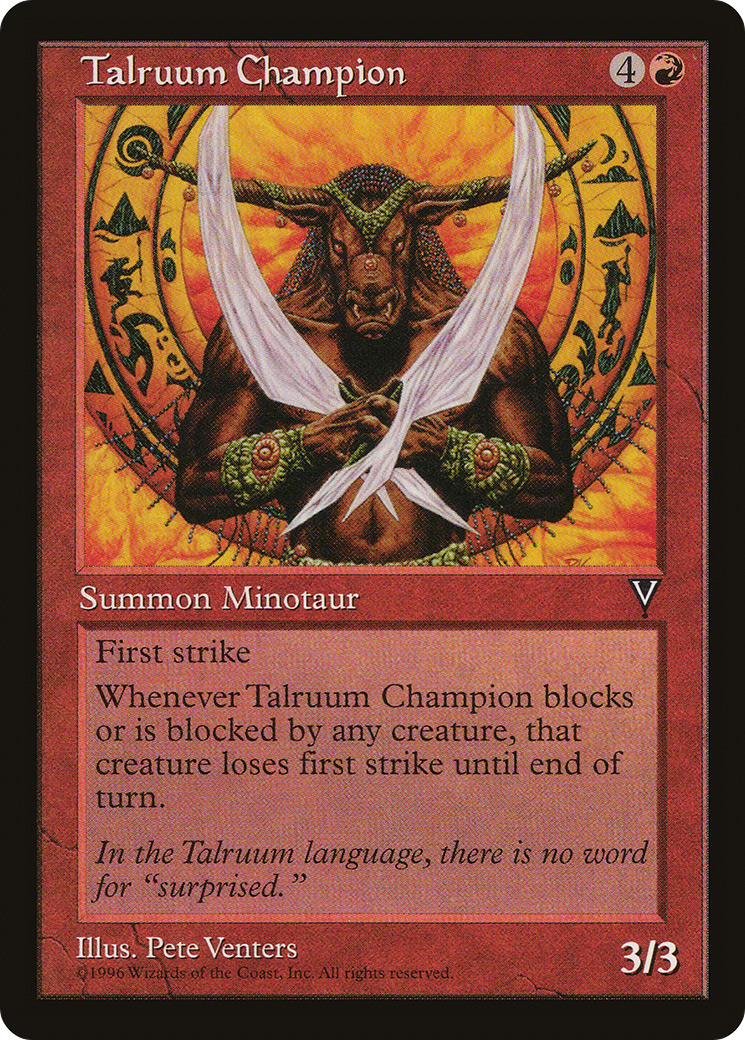 Talruum Champion 4
Summon Minotaur V
First strike
Whenever Talruum Champion blocks
or is blocked by any creature, that
creature loses first strike until end of
turn.
In the Talruum language, there is no word
for “surprised.”
Illus. Pete Venters
©1996 Wizards of the Coast, Inc. All rights reserved.
3/3